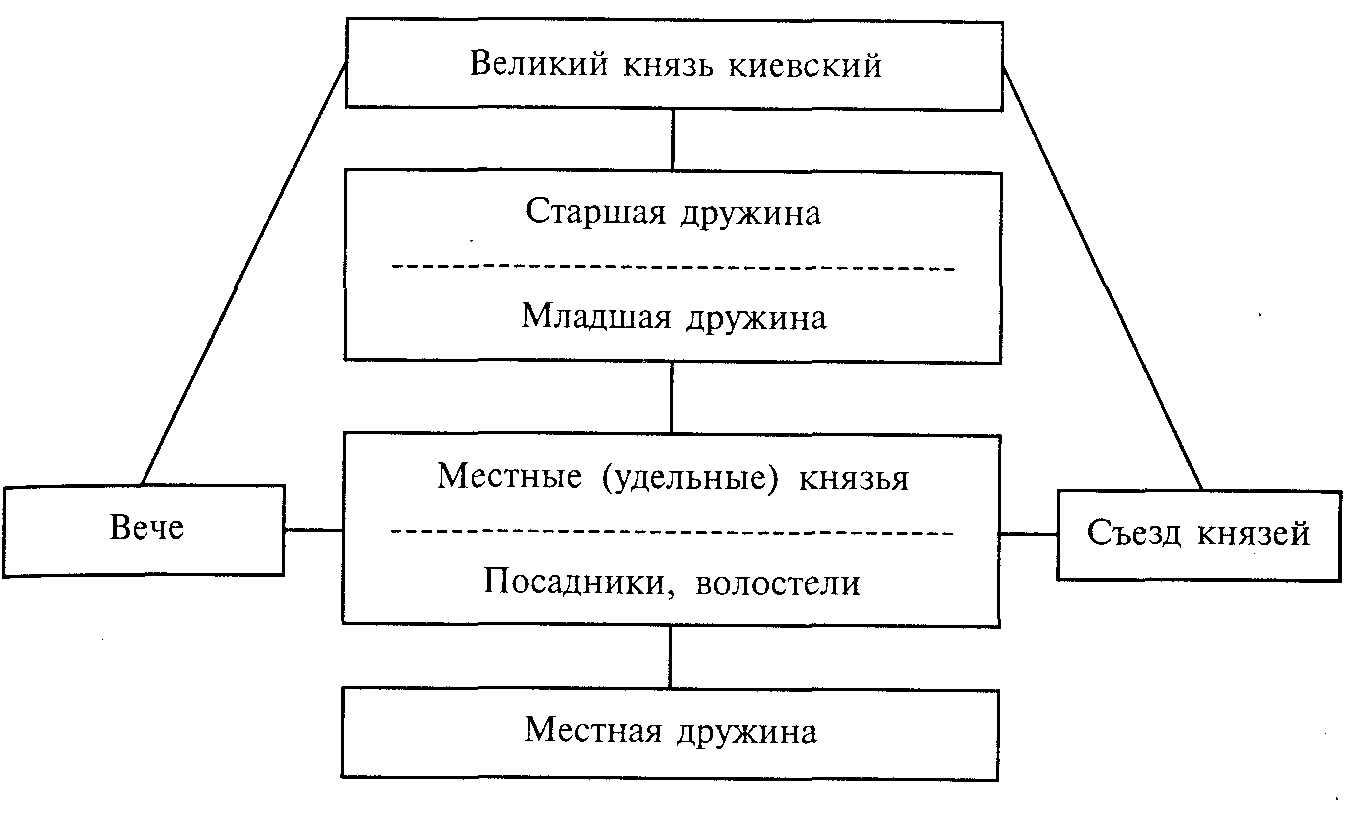 Великий князь киевский
Старшая дружина
Младшая дружина
Местные (удельные) князья
Вече
Съезд князей
Посадники, волостели
Местная дружина